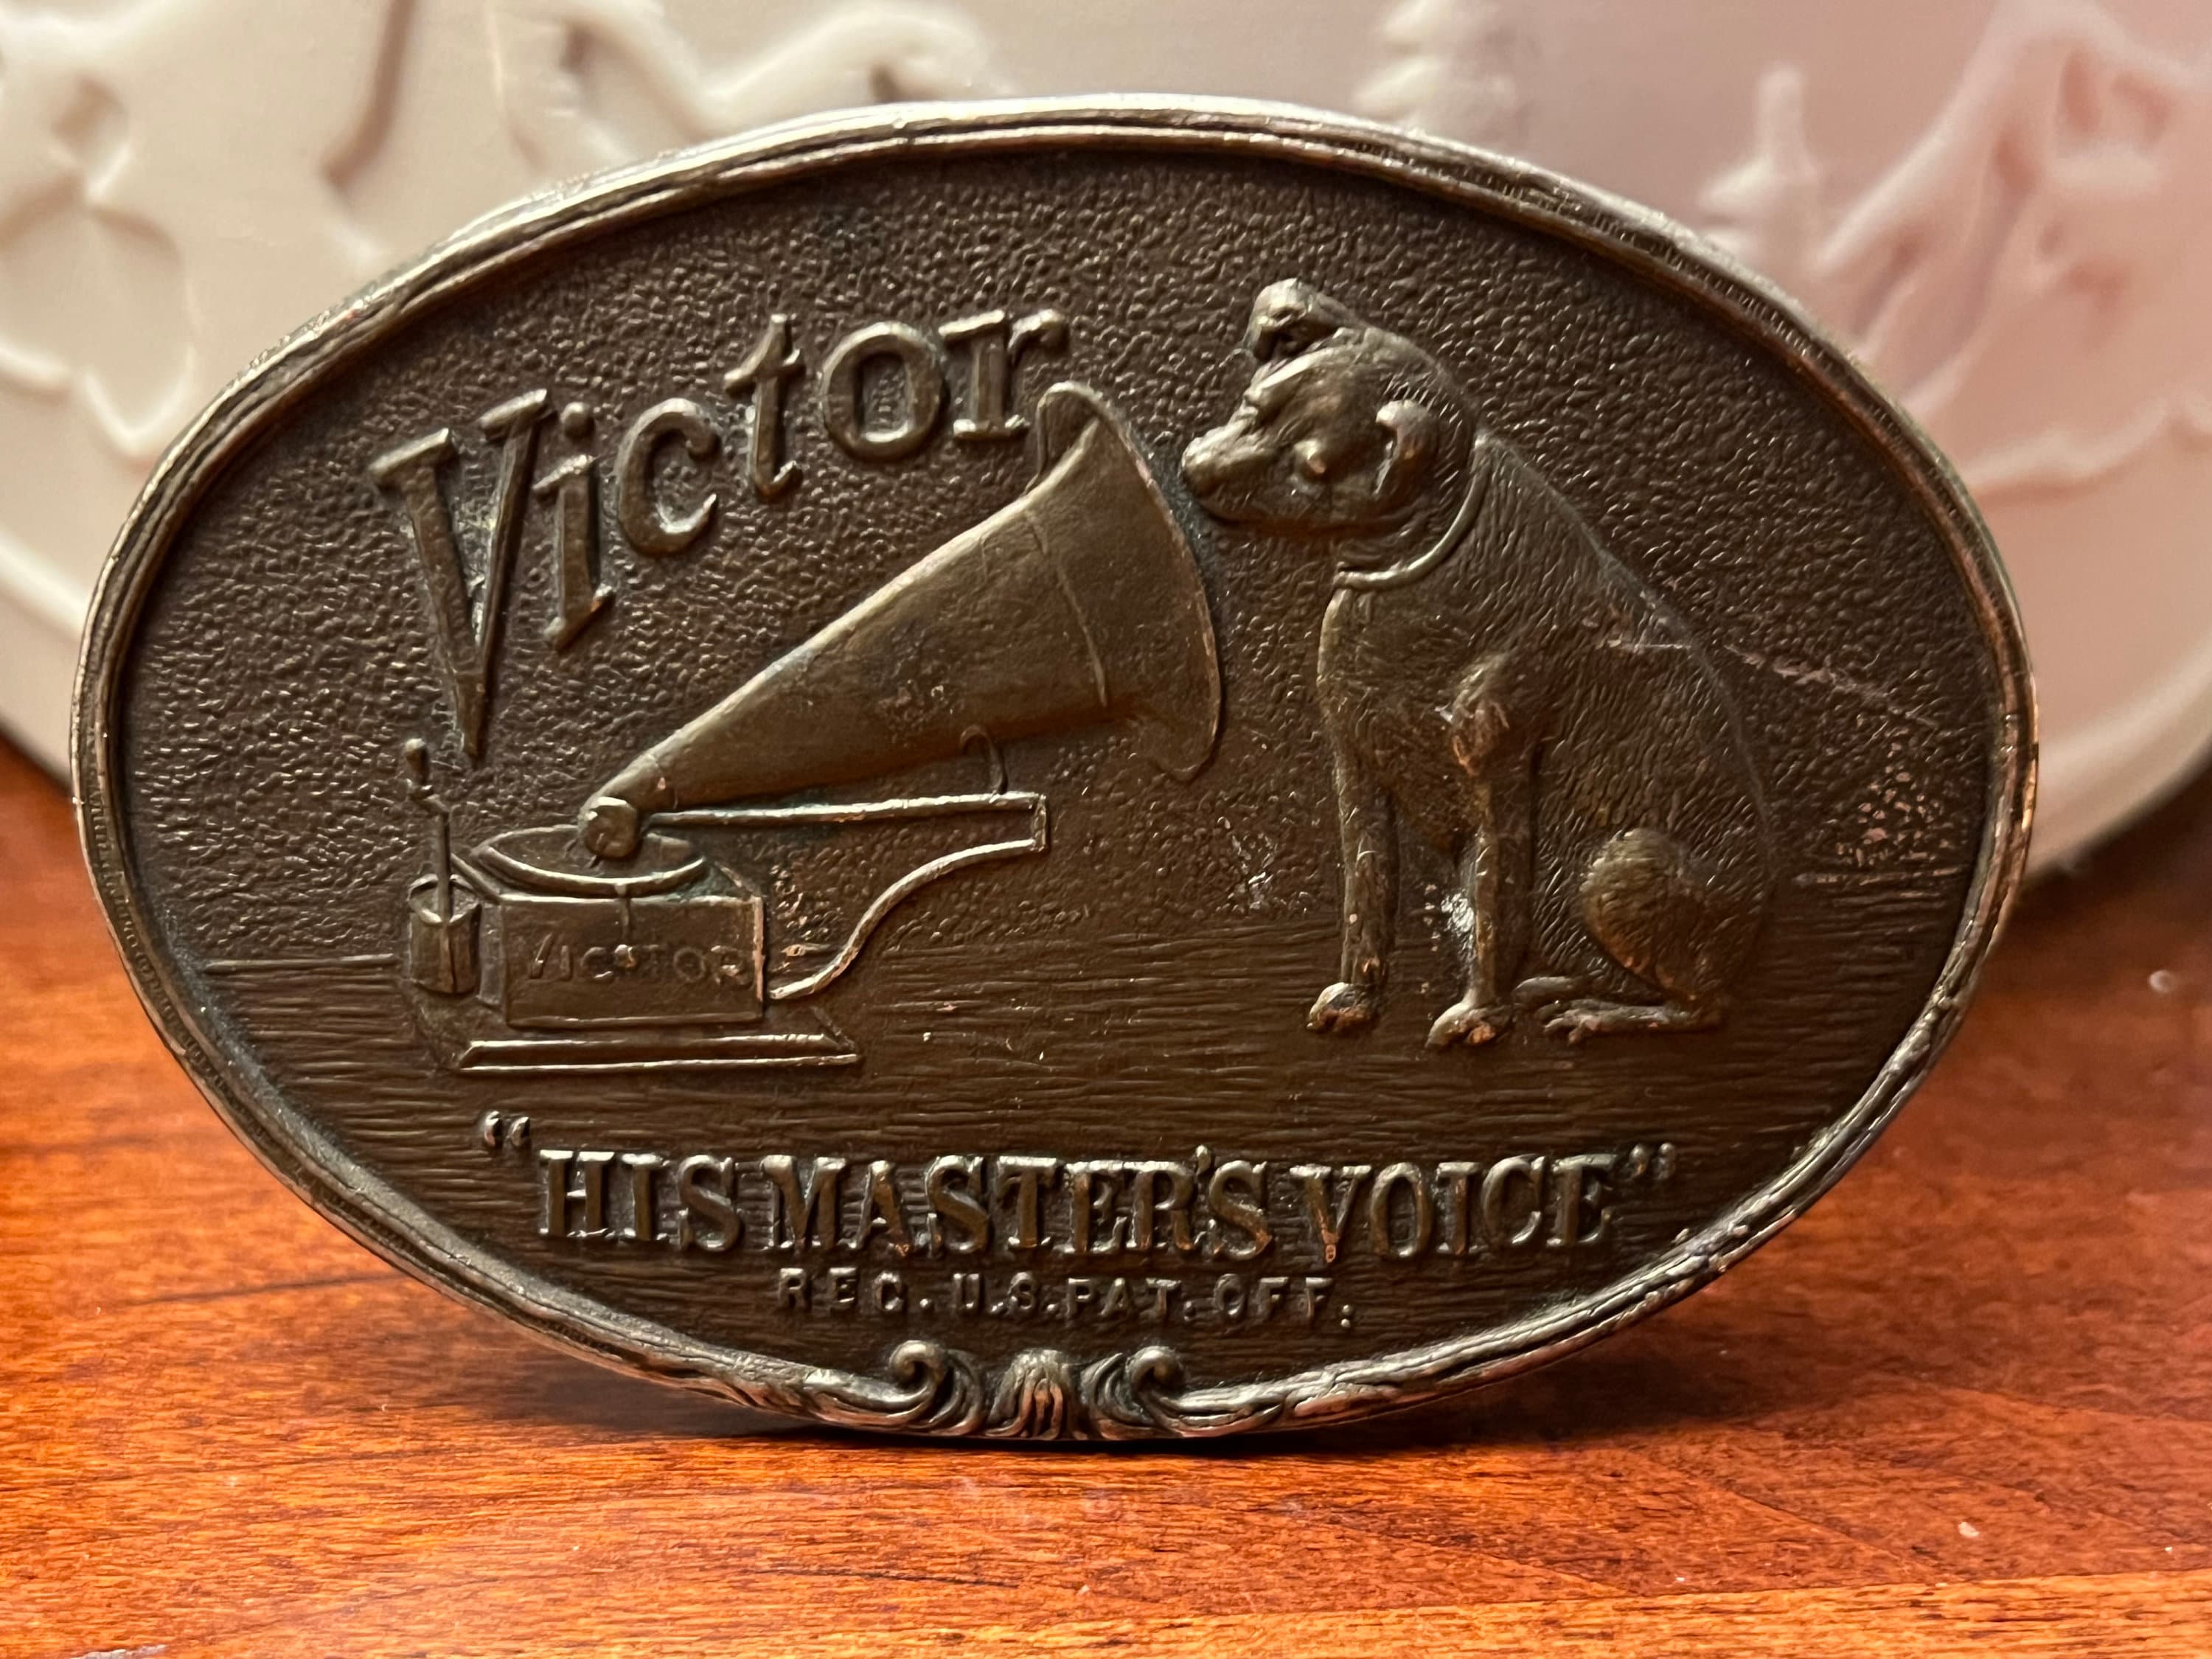 Victor
VICTOR
“HIS MASTER'S VOICE”
REG. U.S. PAT. OFF.